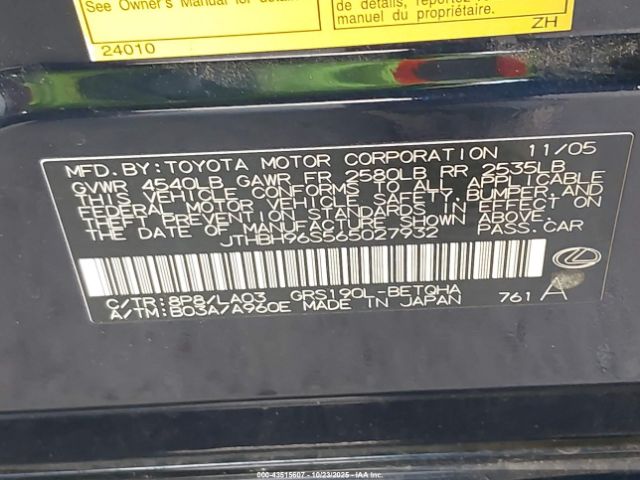 See Owner's Manual for
24010
de détails,
manuel du propriétaire.
ZH
MFD. BY: TOYOTA MOTOR CORPORATION 11/05
GVWR 4540LB GAWR FR 2580LB RR 2535LB
THIS VEHICLE CONFORMS TO ALL APPLICABLE
FEDERAL MOTOR VEHICLE SAFETY, BUMPER, AND
THEFT PREVENTION STANDARDS IN EFFECT ON
THE DATE OF MANUFACTURE SHOWN ABOVE.
JTHBH96S565027932 PASS. CAR
C/TR: 8P8/LA03 GRS190L-BETQHA
A/TM: B03A/A960E MADE IN JAPAN 761 A
000-43515607 - 10/23/2025 - IAAI.com